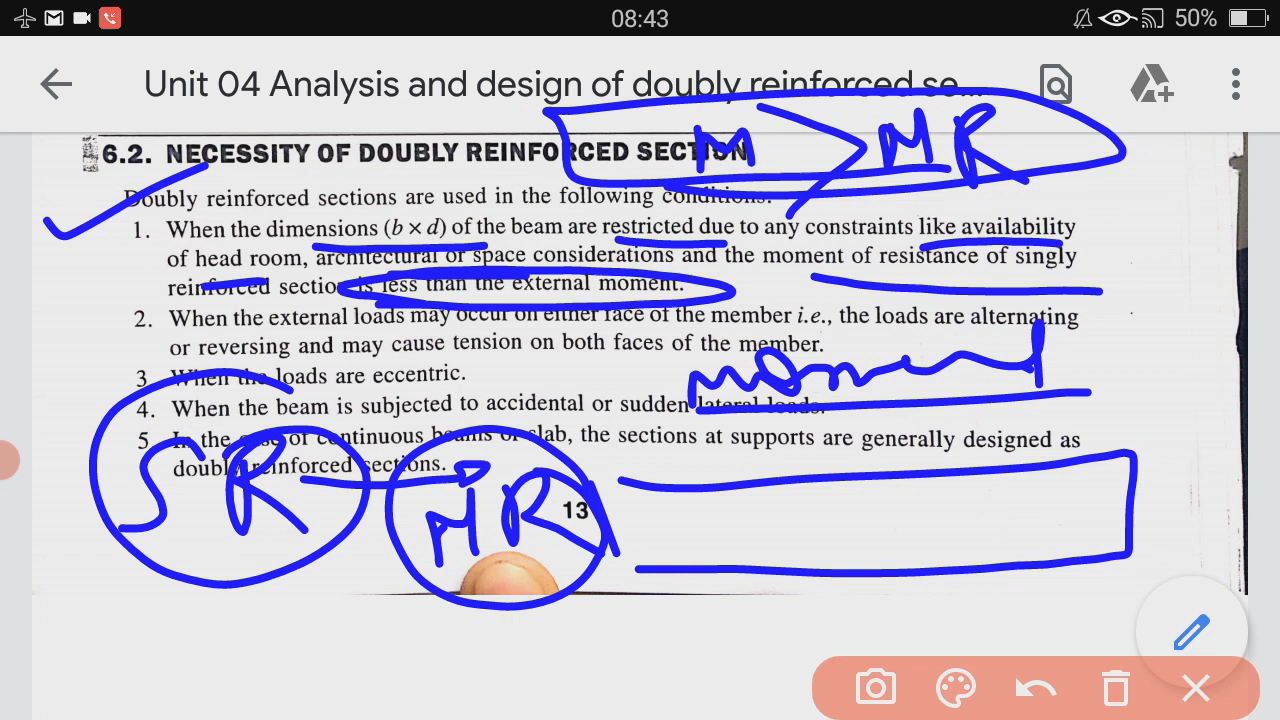 08:43
50%
Unit 04 Analysis and design of doubly reinforced se...
M > MR
6.2. NECESSITY OF DOUBLY REINFORCED SECTION
Doubly reinforced sections are used in the following conditions:
1. When the dimensions (b × d) of the beam are restricted due to any constraints like availability
of head room, architectural or space considerations and the moment of resistance of singly
reinforced section is less than the external moment.
2. When the external loads may occur on either face of the member i.e., the loads are alternating
or reversing and may cause tension on both faces of the member.
moment
3. When the loads are eccentric.
4. When the beam is subjected to accidental or sudden lateral loads.
5. In the case of continuous beams or slab, the sections at supports are generally designed as
doubly reinforced sections.
SR
MR
13